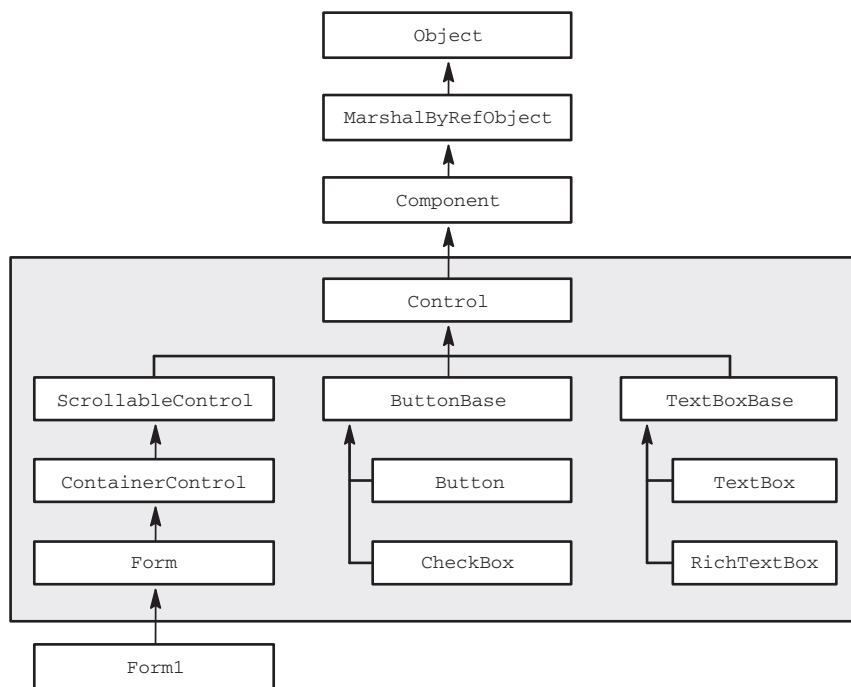 Object
MarshalByRefObject
Component
Control
ScrollableControl
ButtonBase
TextBoxBase
ContainerControl
Button
TextBox
Form
CheckBox
RichTextBox
Form1